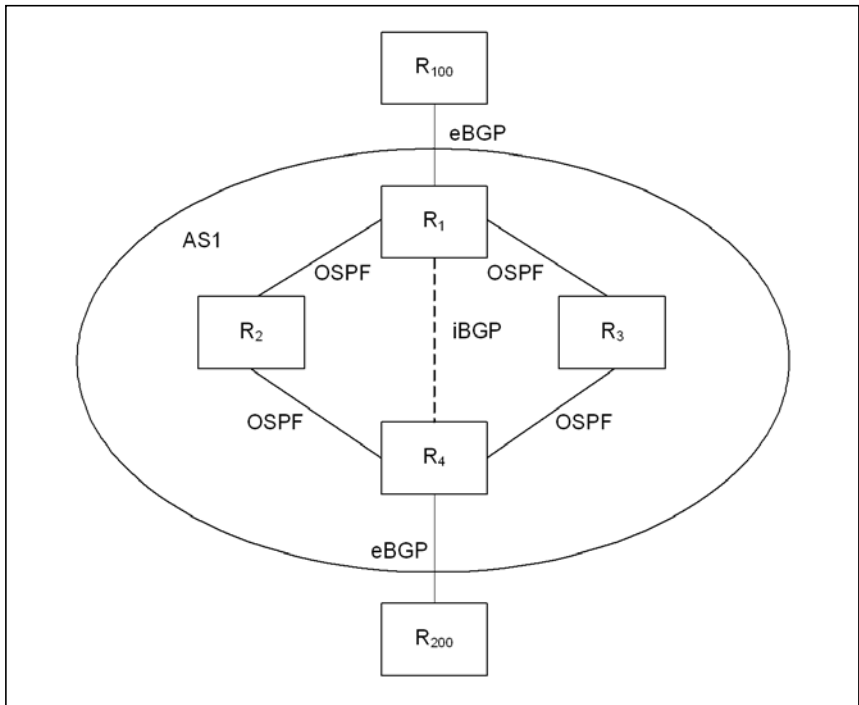 R100
eBGP
R1
AS1
OSPF
OSPF
R2
iBGP
R3
OSPF
OSPF
R4
eBGP
R200